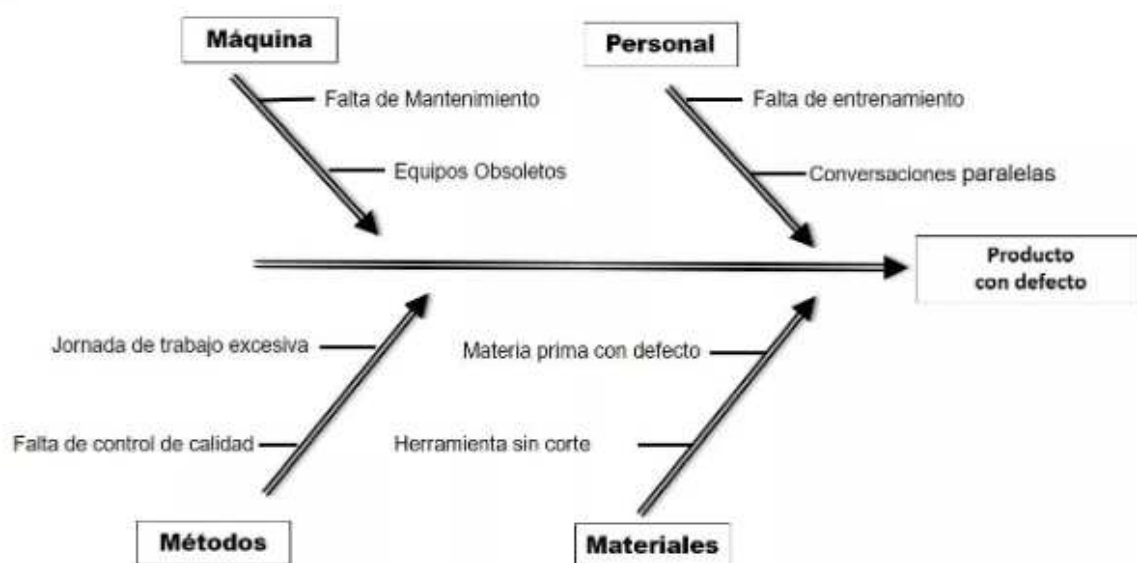 Máquina
Personal
Falta de Mantenimiento
Falta de entrenamiento
Equipos Obsoletos
Conversaciones paralelas
Producto
con defecto
Jornada de trabajo excesiva
Materia prima con defecto
Falta de control de calidad
Herramienta sin corte
Métodos
Materiales